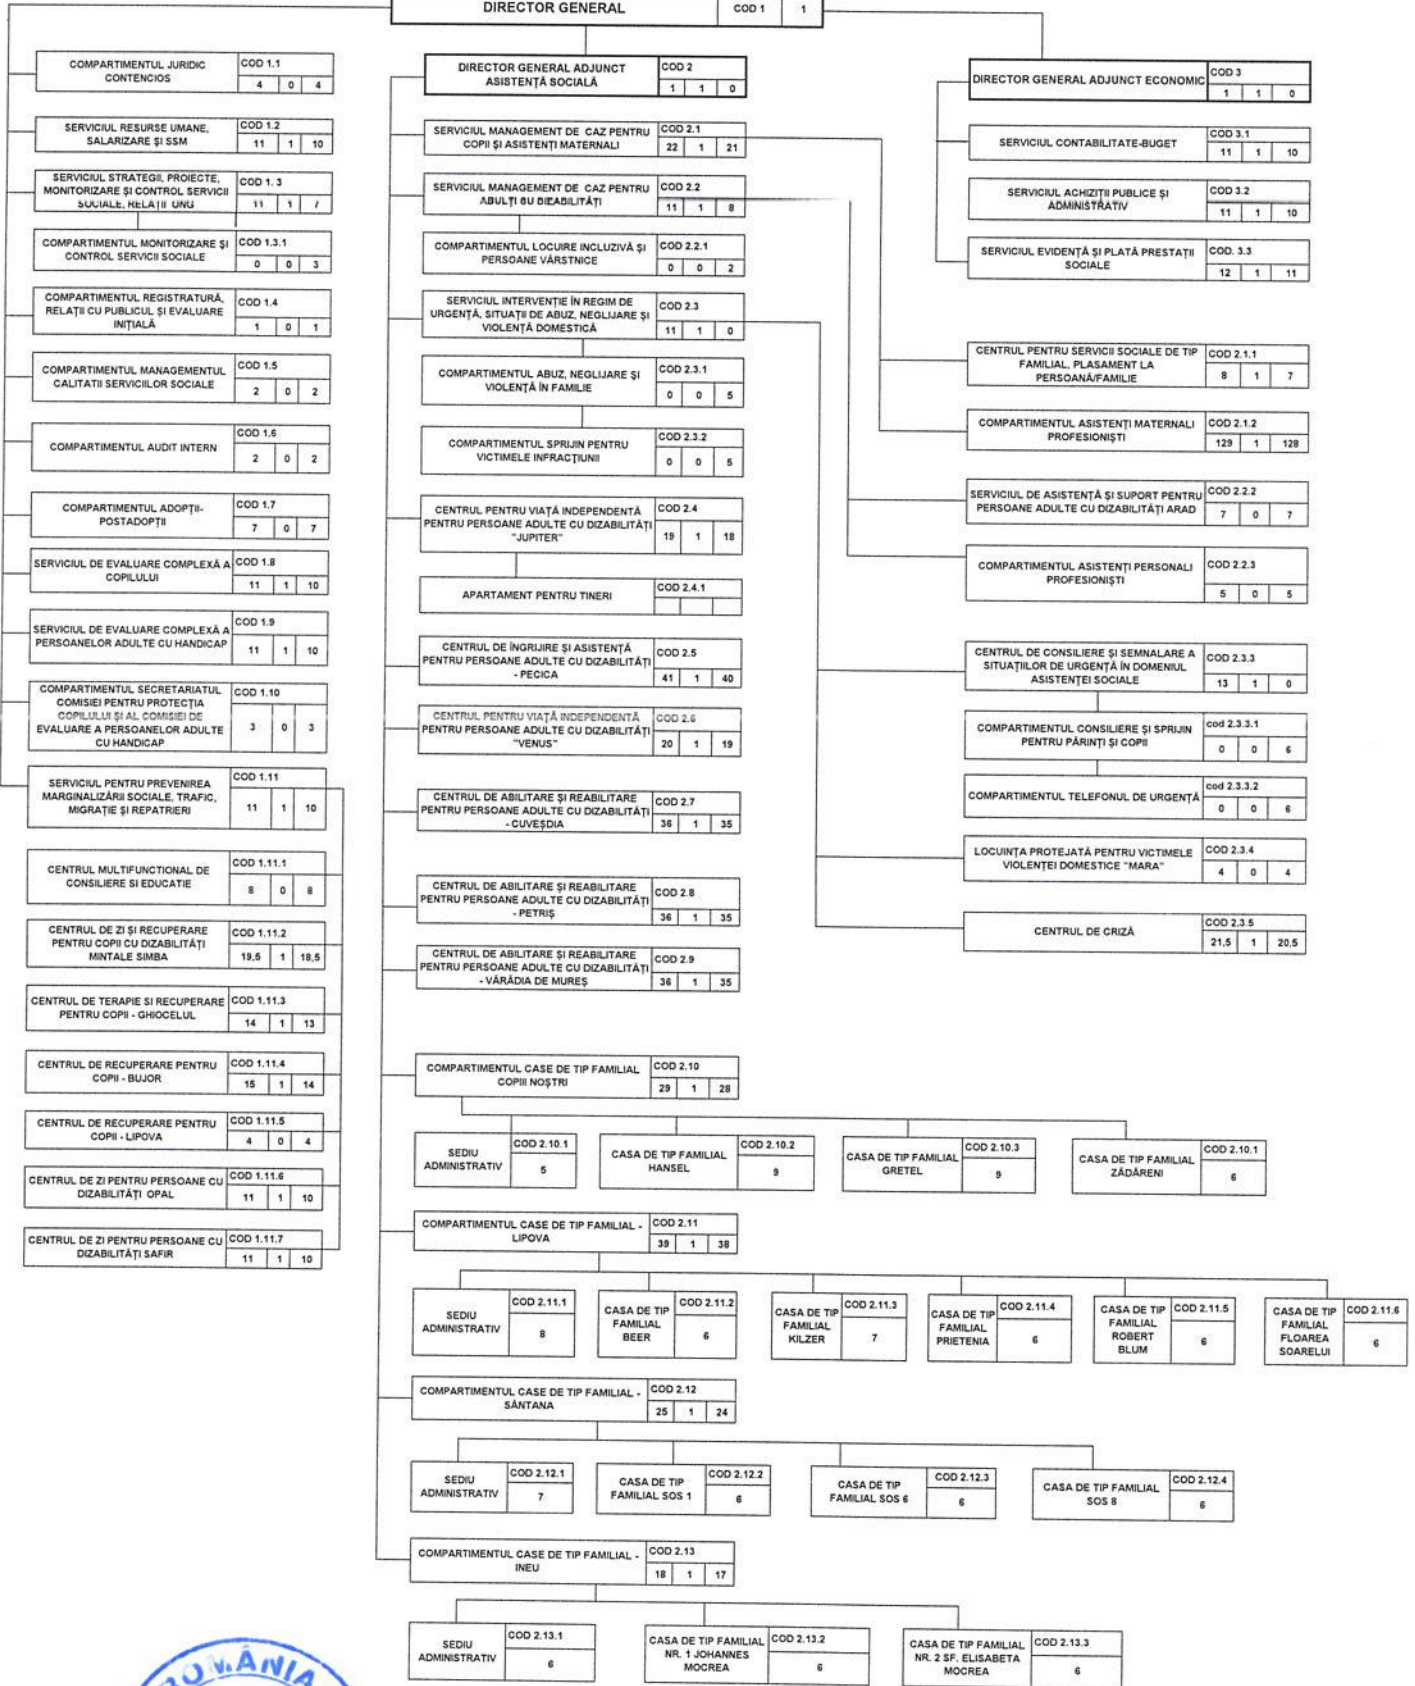 DIRECTOR GENERAL
COD 1
1
COMPARTIMENTUL JURIDIC
CONTENCIOS
COD 1.1
4 0 4
SERVICIUL RESURSE UMANE,
SALARIZARE ȘI SSM
COD 1.2
11 1 10
SERVICIUL STRATEGII, PROIECTE,
MONITORIZARE ȘI CONTROL SERVICII
SOCIALE, RELAȚII ONG
COD 1. 3
11 1 7
COMPARTIMENTUL MONITORIZARE ȘI
CONTROL SERVICII SOCIALE
COD 1.3.1
0 0 3
COMPARTIMENTUL REGISTRATURĂ,
RELAȚII CU PUBLICUL ȘI EVALUARE
INIȚIALĂ
COD 1.4
1 0 1
COMPARTIMENTUL MANAGEMENTUL
CALITATII SERVICIILOR SOCIALE
COD 1.5
2 0 2
COMPARTIMENTUL AUDIT INTERN
COD 1.6
2 0 2
COMPARTIMENTUL ADOPȚII-
POSTADOPȚII
COD 1.7
7 0 7
SERVICIUL DE EVALUARE COMPLEXĂ A
COPILULUI
COD 1.8
11 1 10
SERVICIUL DE EVALUARE COMPLEXĂ A
PERSOANELOR ADULTE CU HANDICAP
COD 1.9
11 1 10
COMPARTIMENTUL SECRETARIATUL
COMISIEI PENTRU PROTECȚIA
COPILULUI ȘI AL COMISIEI DE
EVALUARE A PERSOANELOR ADULTE
CU HANDICAP
COD 1.10
3 0 3
SERVICIUL PENTRU PREVENIREA
MARGINALIZĂRII SOCIALE, TRAFIC,
MIGRAȚIE ȘI REPATRIERI
COD 1.11
11 1 10
CENTRUL MULTIFUNCTIONAL DE
CONSILIERE SI EDUCATIE
COD 1.11.1
8 0 8
CENTRUL DE ZI ȘI RECUPERARE
PENTRU COPII CU DIZABILITĂȚI
MINTALE SIMBA
COD 1.11.2
19,5 1 18,5
CENTRUL DE TERAPIE SI RECUPERARE
PENTRU COPII - GHIOCELUL
COD 1.11.3
14 1 13
CENTRUL DE RECUPERARE PENTRU
COPII - BUJOR
COD 1.11.4
15 1 14
CENTRUL DE RECUPERARE PENTRU
COPII - LIPOVA
COD 1.11.5
4 0 4
CENTRUL DE ZI PENTRU PERSOANE CU
DIZABILITĂȚI OPAL
COD 1.11.6
11 1 10
CENTRUL DE ZI PENTRU PERSOANE CU
DIZABILITĂȚI SAFIR
COD 1.11.7
11 1 10
DIRECTOR GENERAL ADJUNCT
ASISTENȚĂ SOCIALĂ
COD 2
1 1 0
SERVICIUL MANAGEMENT DE CAZ PENTRU
COPII ȘI ASISTENȚI MATERNALI
COD 2.1
22 1 21
SERVICIUL MANAGEMENT DE CAZ PENTRU
ADULȚI CU DIZABILITĂȚI
COD 2.2
11 1 8
COMPARTIMENTUL LOCUIRE INCLUZIVĂ ȘI
PERSOANE VÂRSTNICE
COD 2.2.1
0 0 2
SERVICIUL INTERVENȚIE ÎN REGIM DE
URGENȚĂ, SITUAȚII DE ABUZ, NEGLIJARE ȘI
VIOLENȚĂ DOMESTICĂ
COD 2.3
11 1 0
COMPARTIMENTUL ABUZ, NEGLIJARE ȘI
VIOLENȚĂ ÎN FAMILIE
COD 2.3.1
0 0 5
COMPARTIMENTUL SPRIJIN PENTRU
VICTIMELE INFRACȚIUNII
COD 2.3.2
0 0 5
CENTRUL PENTRU VIAȚĂ INDEPENDENTĂ
PENTRU PERSOANE ADULTE CU DIZABILITĂȚI
"JUPITER"
COD 2.4
19 1 18
APARTAMENT PENTRU TINERI
COD 2.4.1
CENTRUL DE ÎNGRIJIRE ȘI ASISTENȚĂ
PENTRU PERSOANE ADULTE CU DIZABILITĂȚI
- PECICA
COD 2.5
41 1 40
CENTRUL PENTRU VIAȚĂ INDEPENDENTĂ
PENTRU PERSOANE ADULTE CU DIZABILITĂȚI
"VENUS"
COD 2.6
20 1 19
CENTRUL DE ABILITARE ȘI REABILITARE
PENTRU PERSOANE ADULTE CU DIZABILITĂȚI
- CUVEȘDIA
COD 2.7
36 1 35
CENTRUL DE ABILITARE ȘI REABILITARE
PENTRU PERSOANE ADULTE CU DIZABILITĂȚI
- PETRIȘ
COD 2.8
36 1 35
CENTRUL DE ABILITARE ȘI REABILITARE
PENTRU PERSOANE ADULTE CU DIZABILITĂȚI
- VĂRĂDIA DE MUREȘ
COD 2.9
36 1 35
DIRECTOR GENERAL ADJUNCT ECONOMIC
COD 3
1 1 0
SERVICIUL CONTABILITATE-BUGET
COD 3.1
11 1 10
SERVICIUL ACHIZIȚII PUBLICE ȘI
ADMINISTRATIV
COD 3.2
11 1 10
SERVICIUL EVIDENȚĂ ȘI PLATĂ PRESTAȚII
SOCIALE
COD. 3.3
12 1 11
CENTRUL PENTRU SERVICII SOCIALE DE TIP
FAMILIAL, PLASAMENT LA
PERSOANĂ/FAMILIE
COD 2.1.1
8 1 7
COMPARTIMENTUL ASISTENȚI MATERNALI
PROFESIONIȘTI
COD 2.1.2
129 1 128
SERVICIUL DE ASISTENȚĂ ȘI SUPORT PENTRU
PERSOANE ADULTE CU DIZABILITĂȚI ARAD
COD 2.2.2
7 0 7
COMPARTIMENTUL ASISTENȚI PERSONALI
PROFESIONIȘTI
COD 2.2.3
5 0 5
CENTRUL DE CONSILIERE ȘI SEMNALARE A
SITUAȚIILOR DE URGENȚĂ ÎN DOMENIUL
ASISTENȚEI SOCIALE
COD 2.3.3
13 1 0
COMPARTIMENTUL CONSILIERE ȘI SPRIJIN
PENTRU PĂRINȚI ȘI COPII
cod 2.3.3.1
0 0 6
COMPARTIMENTUL TELEFONUL DE URGENȚĂ
cod 2.3.3.2
0 0 6
LOCUINȚA PROTEJATĂ PENTRU VICTIMELE
VIOLENȚEI DOMESTICE "MARA"
COD 2.3.4
4 0 4
CENTRUL DE CRIZĂ
COD 2.3.5
21,5 1 20,5
COMPARTIMENTUL CASE DE TIP FAMILIAL
COPIII NOȘTRI
COD 2.10
29 1 28
SEDIU
ADMINISTRATIV
COD 2.10.1
5
CASA DE TIP FAMILIAL
HANSEL
COD 2.10.2
9
CASA DE TIP FAMILIAL
GRETEL
COD 2.10.3
9
CASA DE TIP FAMILIAL
ZĂDĂRENI
COD 2.10.1
6
COMPARTIMENTUL CASE DE TIP FAMILIAL -
LIPOVA
COD 2.11
39 1 38
SEDIU
ADMINISTRATIV
COD 2.11.1
8
CASA DE TIP
FAMILIAL
BEER
COD 2.11.2
6
CASA DE TIP
FAMILIAL
KILZER
COD 2.11.3
7
CASA DE TIP
FAMILIAL
PRIETENIA
COD 2.11.4
6
CASA DE TIP
FAMILIAL
ROBERT
BLUM
COD 2.11.5
6
CASA DE TIP
FAMILIAL
FLOAREA
SOARELUI
COD 2.11.6
6
COMPARTIMENTUL CASE DE TIP FAMILIAL -
SÂNTANA
COD 2.12
25 1 24
SEDIU
ADMINISTRATIV
COD 2.12.1
7
CASA DE TIP
FAMILIAL SOS 1
COD 2.12.2
6
CASA DE TIP
FAMILIAL SOS 6
COD 2.12.3
6
CASA DE TIP FAMILIAL
SOS 8
COD 2.12.4
6
COMPARTIMENTUL CASE DE TIP FAMILIAL -
INEU
COD 2.13
18 1 17
SEDIU
ADMINISTRATIV
COD 2.13.1
6
CASA DE TIP FAMILIAL
NR. 1 JOHANNES
MOCREA
COD 2.13.2
6
CASA DE TIP FAMILIAL
NR. 2 SF. ELISABETA
MOCREA
COD 2.13.3
6
ROMÂNIA